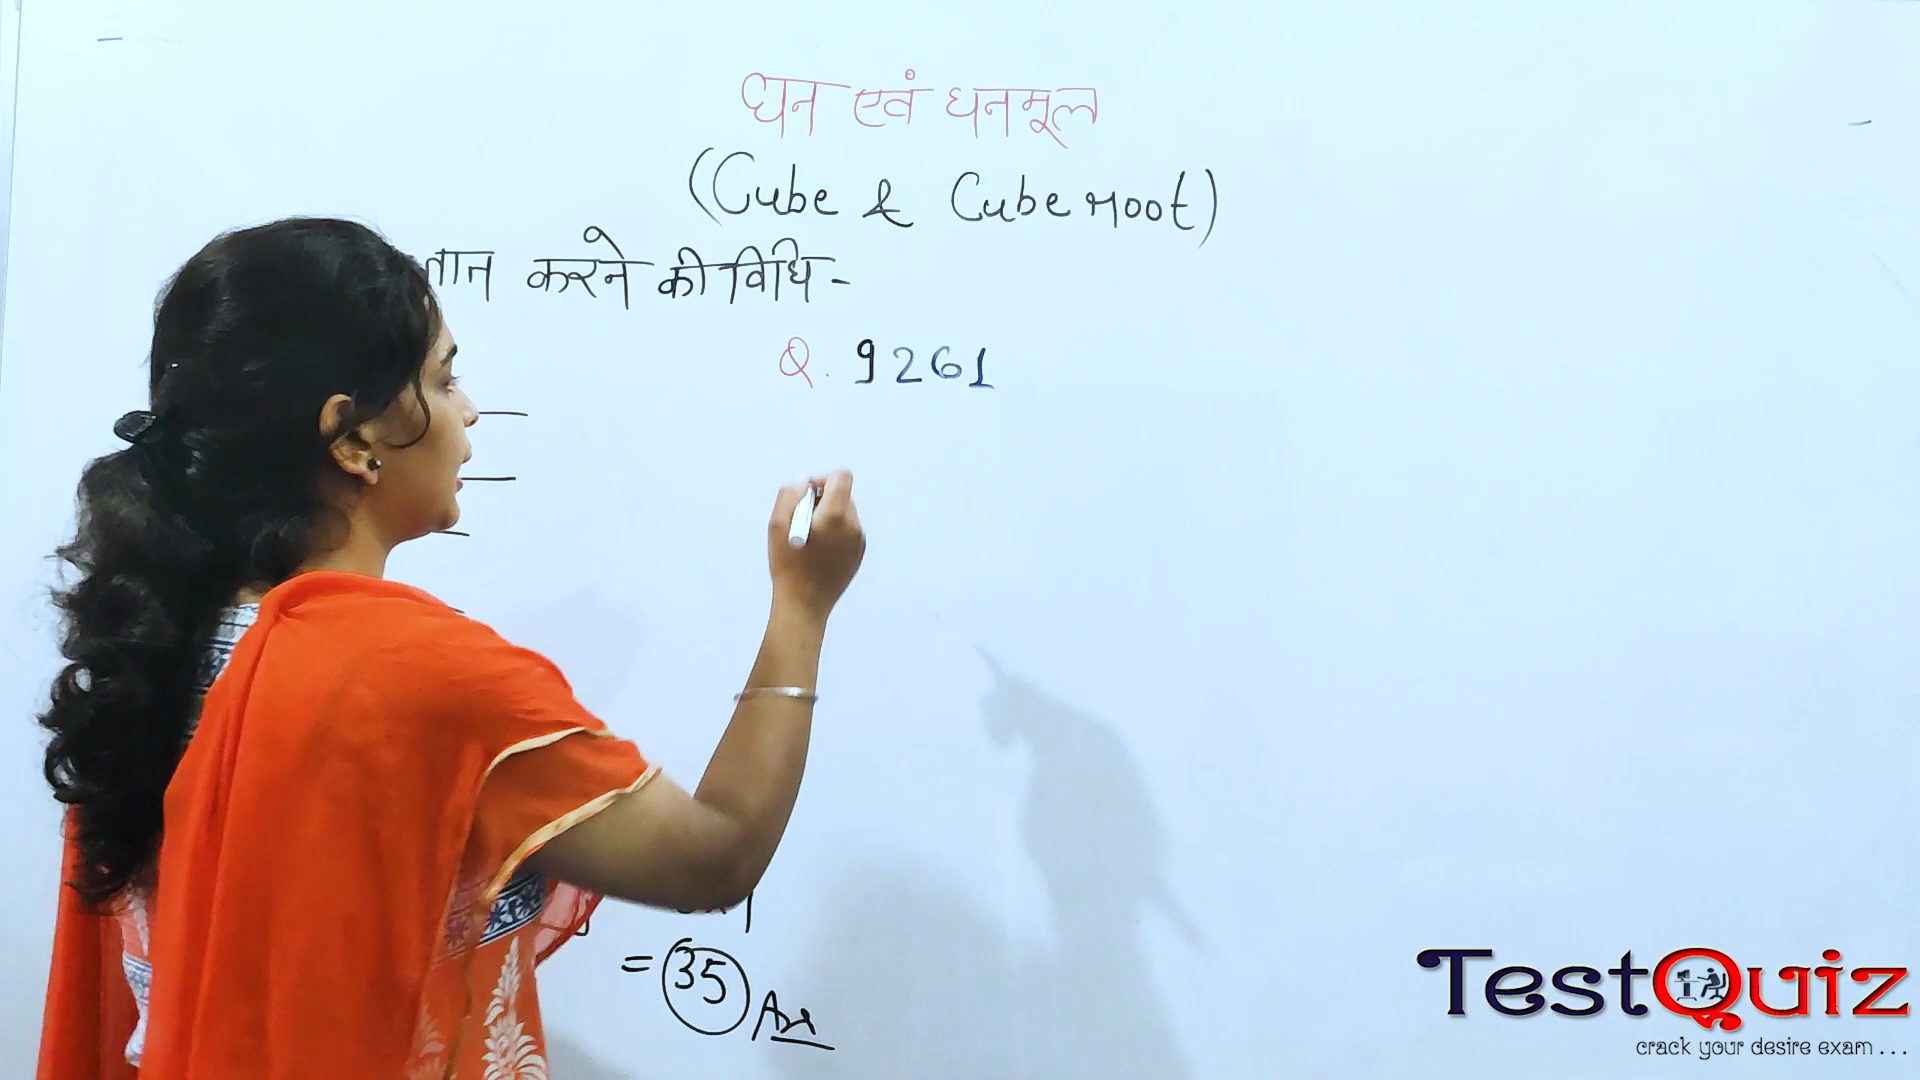 घन एवं घनमूल
(Cube & Cube root)
करने की विधि -
Q. 9261
= 35 Ans
TestQuiz
crack your desire exam ...